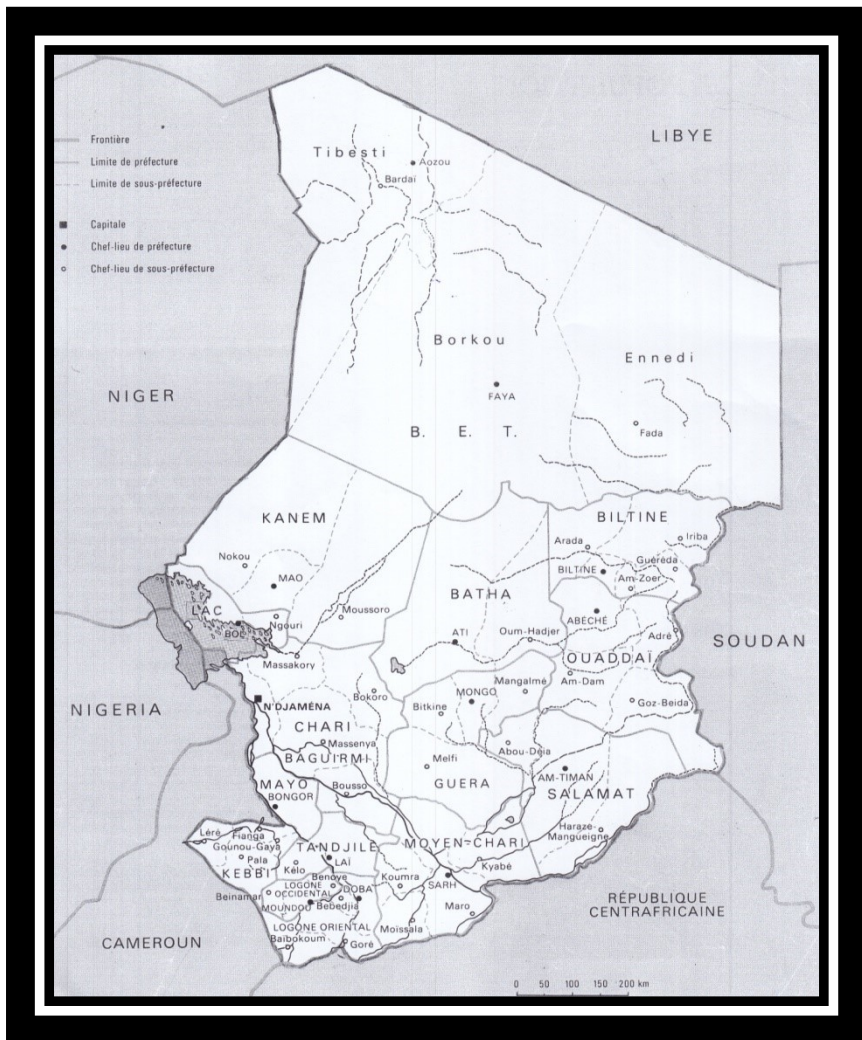 LIBYE
Frontière
Limite de préfecture
Limite de sous-préfecture
Capitale
Chef-lieu de préfecture
Chef-lieu de sous-préfecture
Tibesti
Aozou
Bardaï
Borkou
Ennedi
NIGER
FAYA
B. E. T.
Fada
KANEM
BILTINE
Nokou
Arada
Iriba
MAO
BILTINE
Guéréda
Am-Zoer
BATHA
LAC
BOL
Ngouri
Moussoro
ABÉCHÉ
ATI
Oum-Hadjer
Adré
SOUDAN
Massakory
OUADDAÏ
Am-Dam
Mangalmé
NIGERIA
N'DJAMÉNA
Bokoro
MONGO
Bitkine
Goz-Beida
CHARI
Massenya
BAGUIRMI
Abou-Déia
Melfi
AM-TIMAN
MAYO
Bousso
GUERA
SALAMAT
BONGOR
Léré
Fianga
Gounou-Gaya
TANDJILÉ
MOYEN-CHARI
Haraze-
Mangueigne
Pala
LAÏ
Kyabé
KEBBI
Kélo
Benoye
Koumra
SARH
LOGONE
OCCIDENTAL
DOBA
Beinamar
MOUNDOU
Bebedjia
Maro
RÉPUBLIQUE
CENTRAFRICAINE
LOGONE ORIENTAL
Moïssala
CAMEROUN
Baïbokoum
Goré
0 50 100 150 200 km